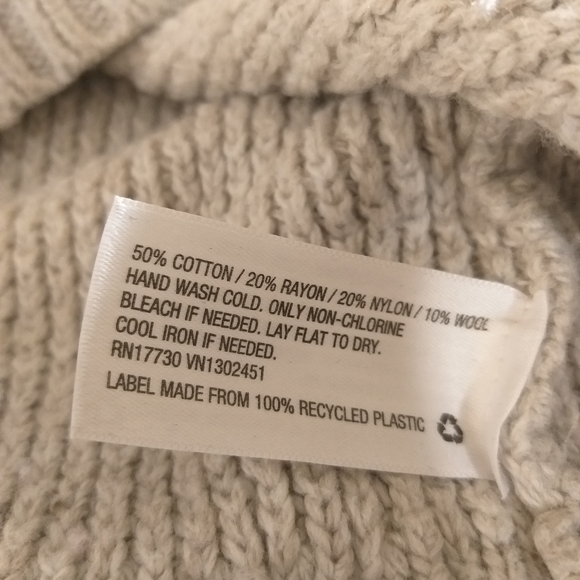 50% COTTON / 20% RAYON / 20% NYLON / 10% WOOL
HAND WASH COLD. ONLY NON-CHLORINE
BLEACH IF NEEDED. LAY FLAT TO DRY.
COOL IRON IF NEEDED.
RN17730 VN1302451
LABEL MADE FROM 100% RECYCLED PLASTIC